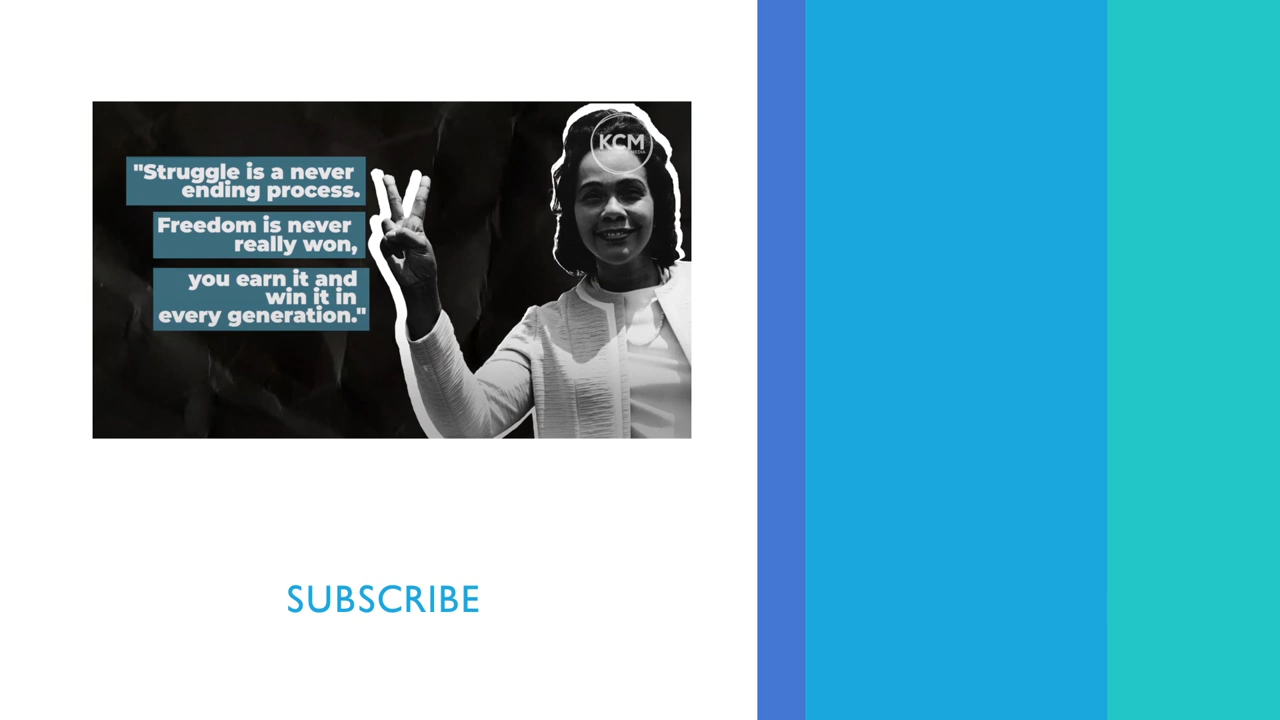 "Struggle is a never
ending process.
Freedom is never
really won,
you earn it and
win it in
every generation."
KCM
MEDIA
SUBSCRIBE